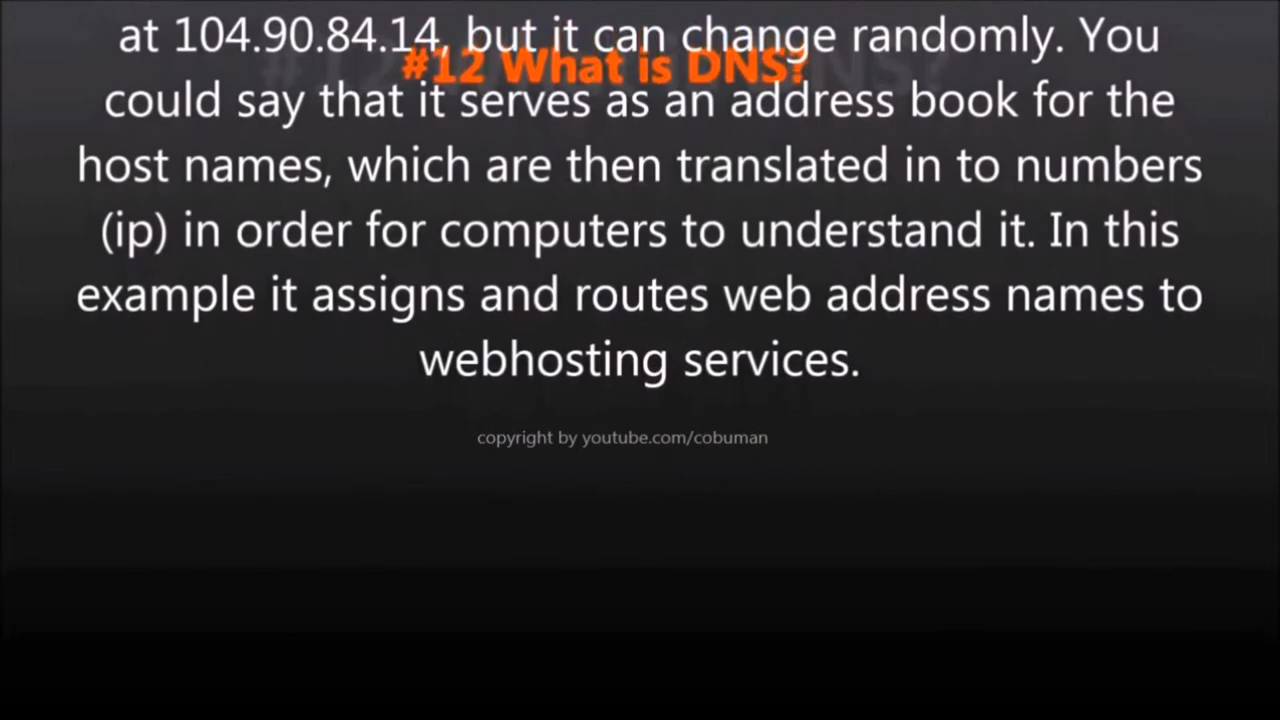 at 104.90.84.14, but it can change randomly. You
#12 What is DNS?
could say that it serves as an address book for the
host names, which are then translated in to numbers
(ip) in order for computers to understand it. In this
example it assigns and routes web address names to
webhosting services.
copyright by youtube.com/cobuman